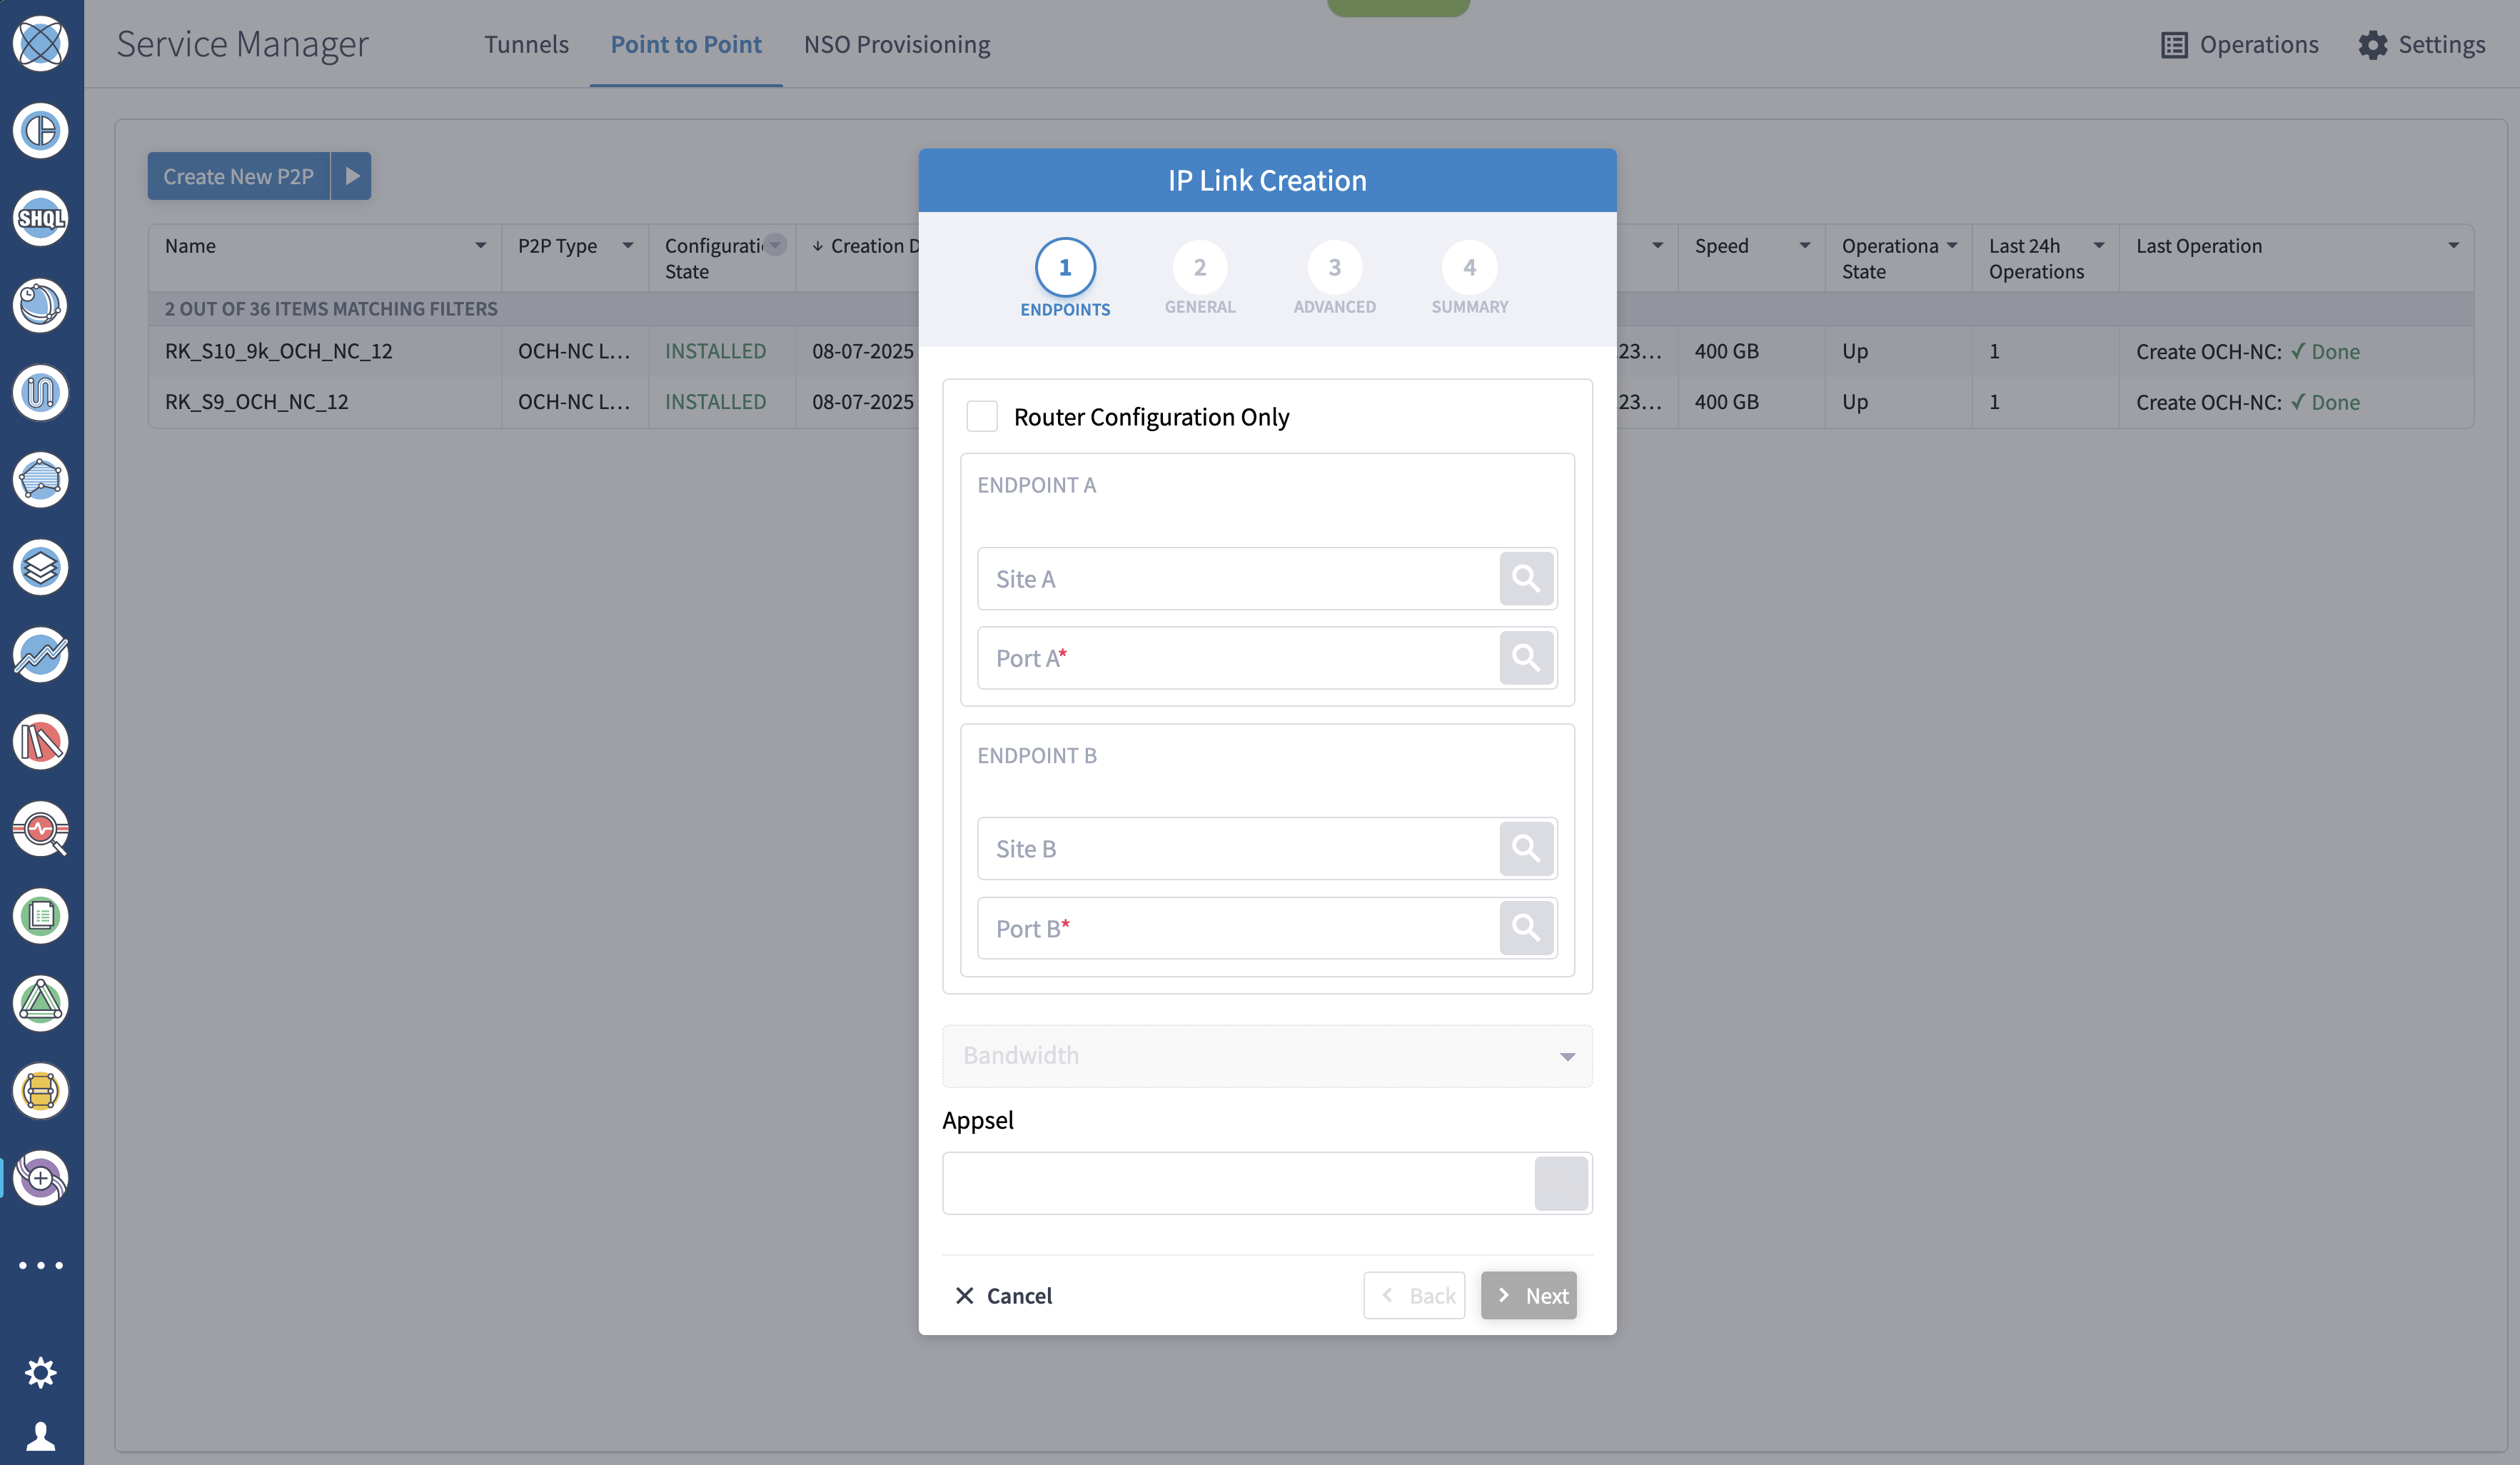 Service Manager
Tunnels
Point to Point
NSO Provisioning
Operations
Settings
SHQL
Create New P2P
Name
P2P Type
Configurati
State
Creation D
Speed
Operationa
State
Last 24h
Operations
Last Operation
2 OUT OF 36 ITEMS MATCHING FILTERS
RK_S10_9k_OCH_NC_12 OCH-NC L... INSTALLED 08-07-2025 23... 400 GB Up 1 Create OCH-NC: ✓ Done
RK_S9_OCH_NC_12 OCH-NC L... INSTALLED 08-07-2025 23... 400 GB Up 1 Create OCH-NC: ✓ Done
IP Link Creation
1 2 3 4
ENDPOINTS GENERAL ADVANCED SUMMARY
Router Configuration Only
ENDPOINT A
Site A
Port A*
ENDPOINT B
Site B
Port B*
Bandwidth
Appsel
Cancel
Back
Next